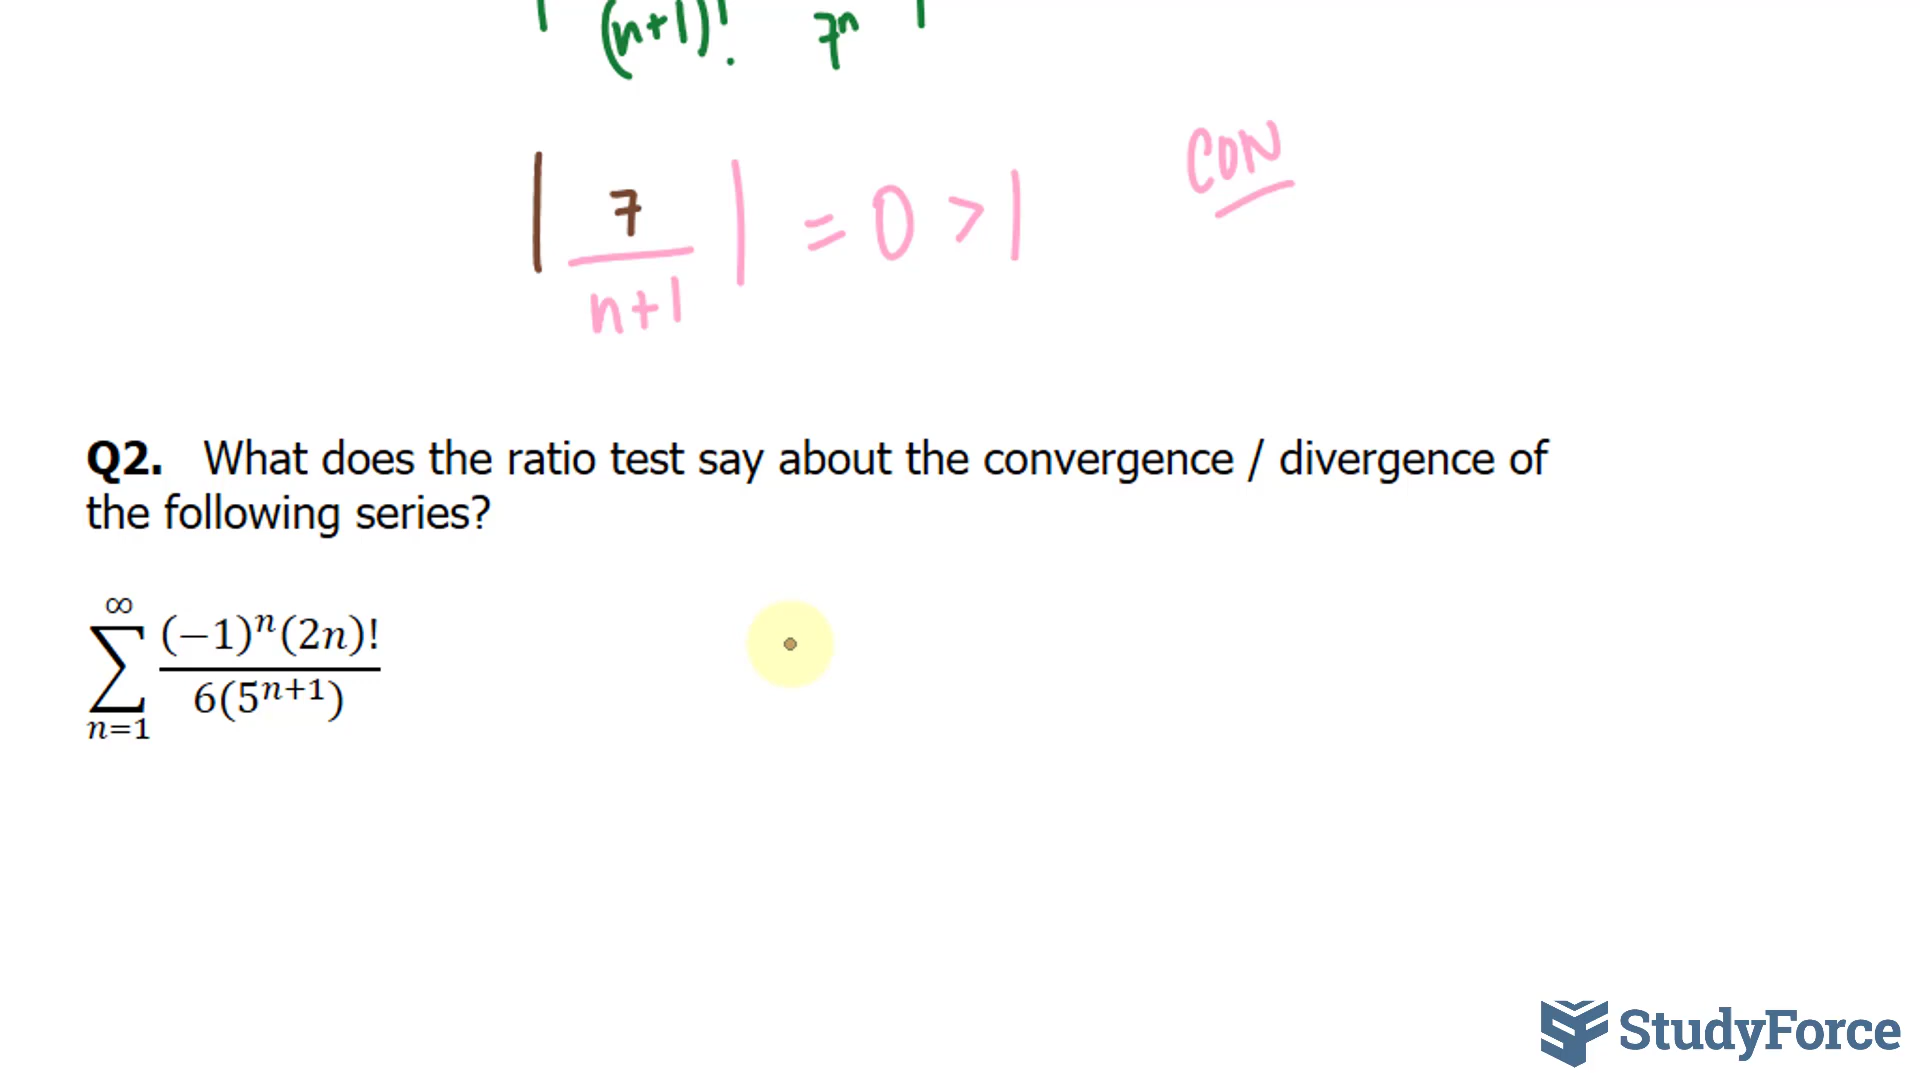 (n+1)! 7ⁿ
| 7 / n+1 | = 0 > 1 CON
Q2. What does the ratio test say about the convergence / divergence of
the following series?
∞
∑ (−1)ⁿ(2n)! / 6(5ⁿ⁺¹)
n=1
StudyForce